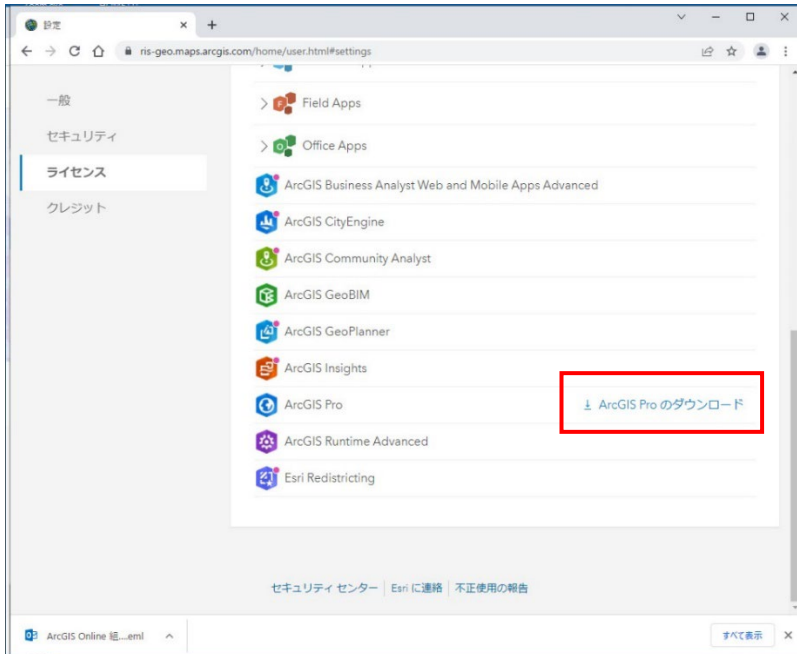 設定
ris-geo.maps.arcgis.com/home/user.html#settings
一般
セキュリティ
ライセンス
クレジット
Field Apps
Office Apps
ArcGIS Business Analyst Web and Mobile Apps Advanced
ArcGIS CityEngine
ArcGIS Community Analyst
ArcGIS GeoBIM
ArcGIS GeoPlanner
ArcGIS Insights
ArcGIS Pro
ArcGIS Pro のダウンロード
ArcGIS Runtime Advanced
Esri Redistricting
セキュリティ センター Esri に連絡 不正使用の報告
ArcGIS Online 組....eml
すべて表示